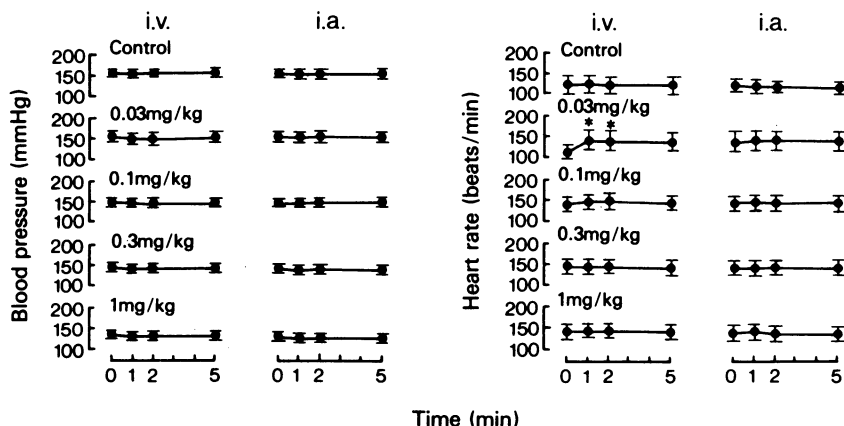 i.v. i.a. i.v. i.a.
Control Control
200 200
150 150
100 100
0.03mg/kg 0.03mg/kg
* *
200 200
150 150
100 100
0.1mg/kg 0.1mg/kg
200 200
150 150
100 100
0.3mg/kg 0.3mg/kg
200 200
150 150
100 100
1mg/kg 1mg/kg
200 200
150 150
100 100
Blood pressure (mmHg)
Heart rate (beats/min)
0 1 2 5 0 1 2 5 0 1 2 5 0 1 2 5
Time (min)